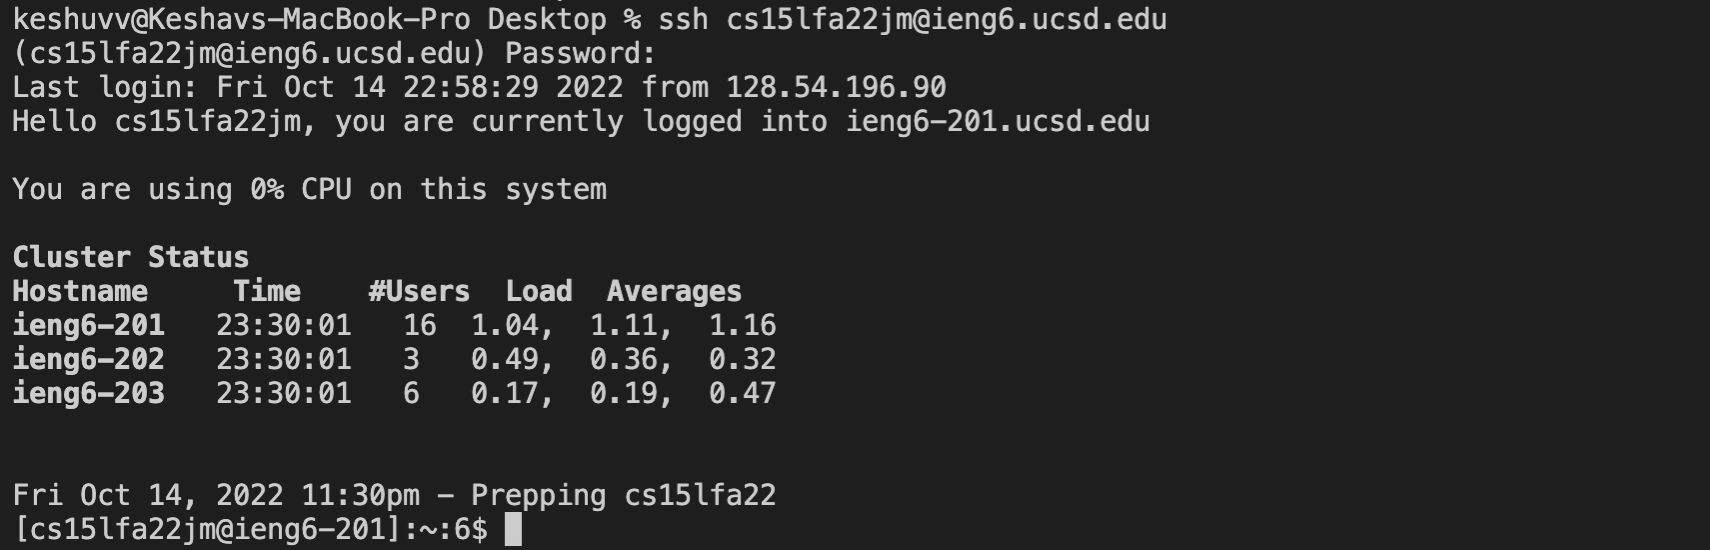 keshuvv@Keshavs-MacBook-Pro Desktop % ssh cs15lfa22jm@ieng6.ucsd.edu
(cs15lfa22jm@ieng6.ucsd.edu) Password:
Last login: Fri Oct 14 22:58:29 2022 from 128.54.196.90
Hello cs15lfa22jm, you are currently logged into ieng6-201.ucsd.edu
You are using 0% CPU on this system
Cluster Status
Hostname     Time    #Users  Load  Averages
ieng6-201   23:30:01   16  1.04,  1.11,  1.16
ieng6-202   23:30:01   3   0.49,  0.36,  0.32
ieng6-203   23:30:01   6   0.17,  0.19,  0.47
Fri Oct 14, 2022 11:30pm - Prepping cs15lfa22
[cs15lfa22jm@ieng6-201]:~:6$